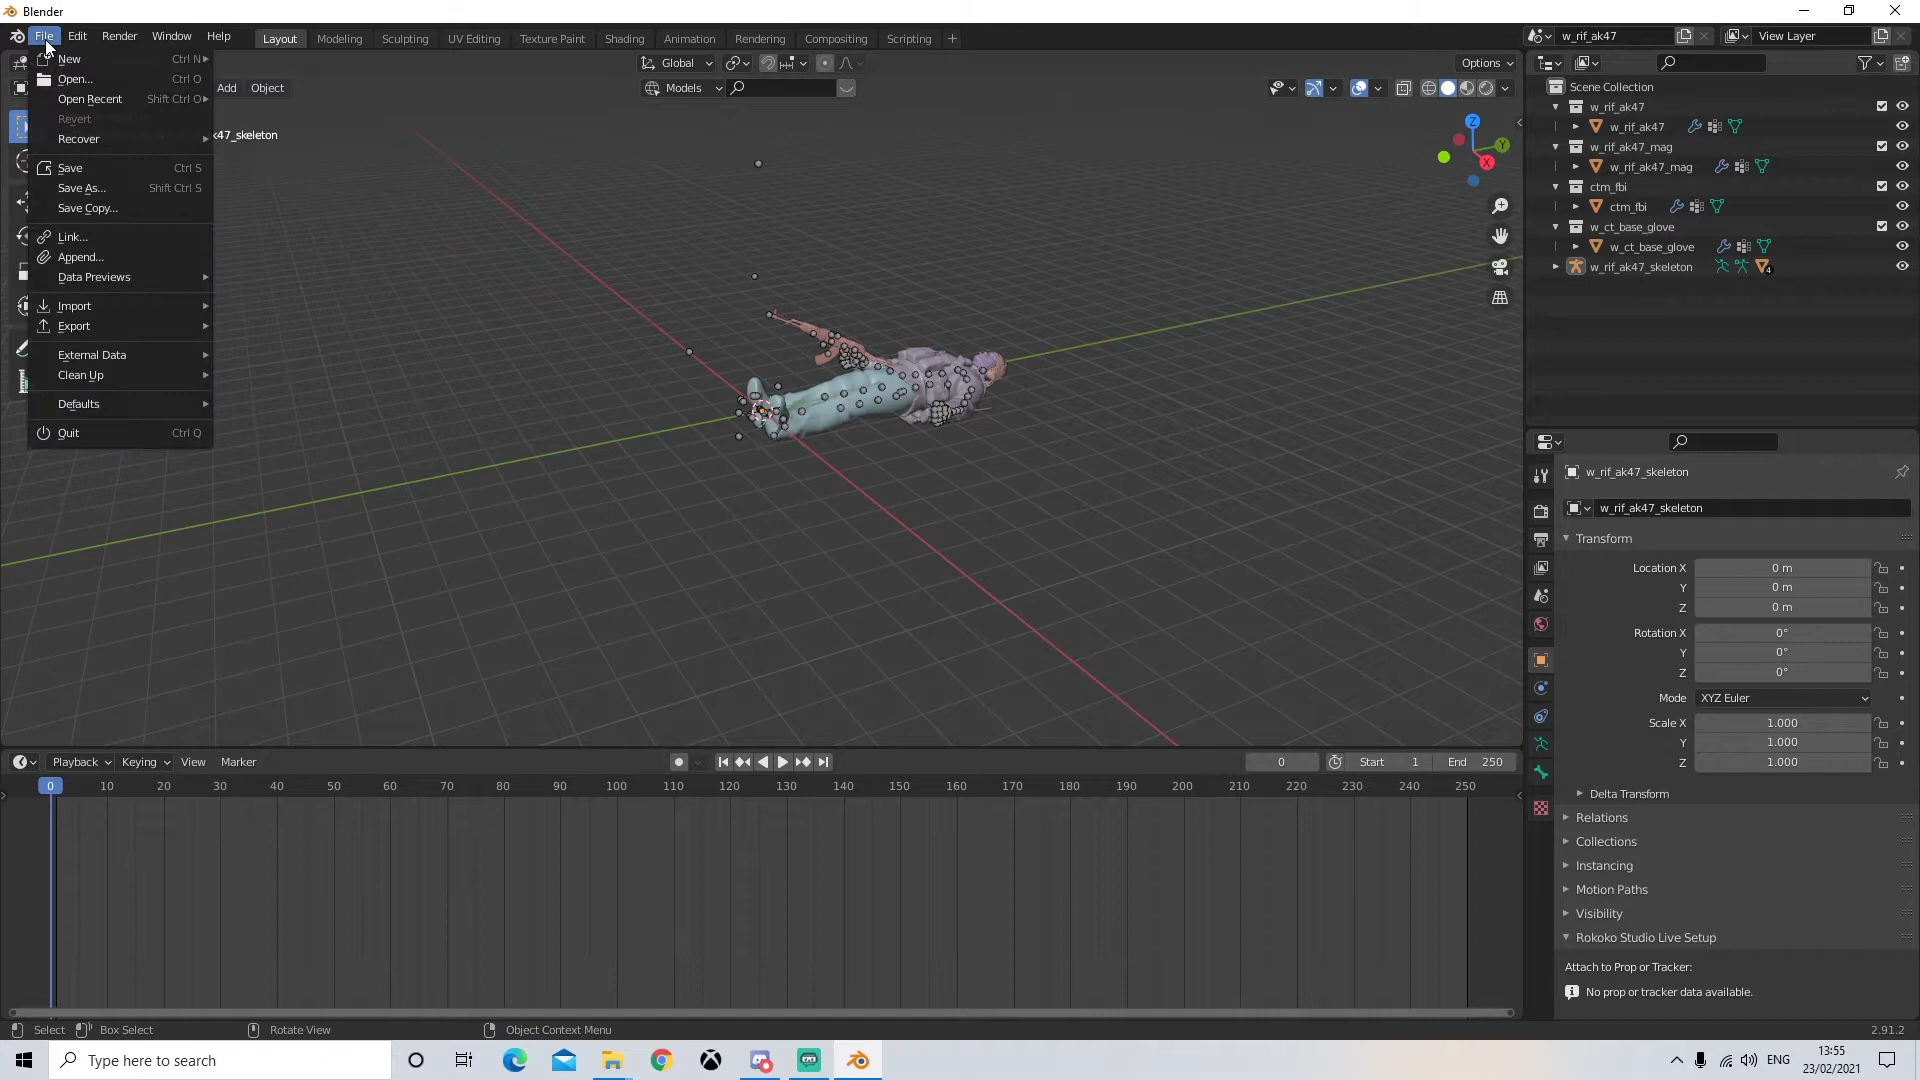 Blender
File Edit Render Window Help Layout Modeling Sculpting UV Editing Texture Paint Shading Animation Rendering Compositing Scripting + w_rif_ak47 View Layer
New Ctrl N
Open... Ctrl O
Open Recent Shift Ctrl O
Revert
Recover
Save Ctrl S
Save As... Shift Ctrl S
Save Copy...
Link...
Append...
Data Previews
Import
Export
External Data
Clean Up
Defaults
Quit Ctrl Q
Global Options
Add Object Models
k47_skeleton
Z
Y
X
Scene Collection
w_rif_ak47
w_rif_ak47
w_rif_ak47_mag
w_rif_ak47_mag
ctm_fbi
ctm_fbi
w_ct_base_glove
w_ct_base_glove
w_rif_ak47_skeleton 4
w_rif_ak47_skeleton
w_rif_ak47_skeleton
Transform
Location X 0 m
Y 0 m
Z 0 m
Rotation X 0°
Y 0°
Z 0°
Mode XYZ Euler
Scale X 1.000
Y 1.000
Z 1.000
Delta Transform
Relations
Collections
Instancing
Motion Paths
Visibility
Rokoko Studio Live Setup
Attach to Prop or Tracker:
No prop or tracker data available.
Playback Keying View Marker 0 Start 1 End 250
0 10 20 30 40 50 60 70 80 90 100 110 120 130 140 150 160 170 180 190 200 210 220 230 240 250
Select Box Select Rotate View Object Context Menu 2.91.2
Type here to search ENG 13:55
23/02/2021